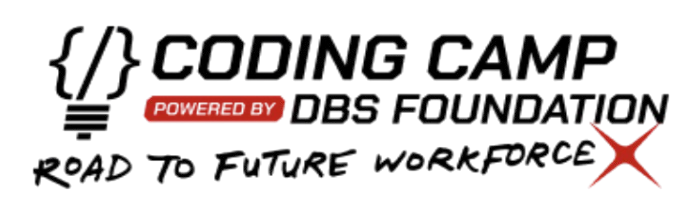 {/} CODING CAMP
POWERED BY DBS FOUNDATION
ROAD TO FUTURE WORKFORCE